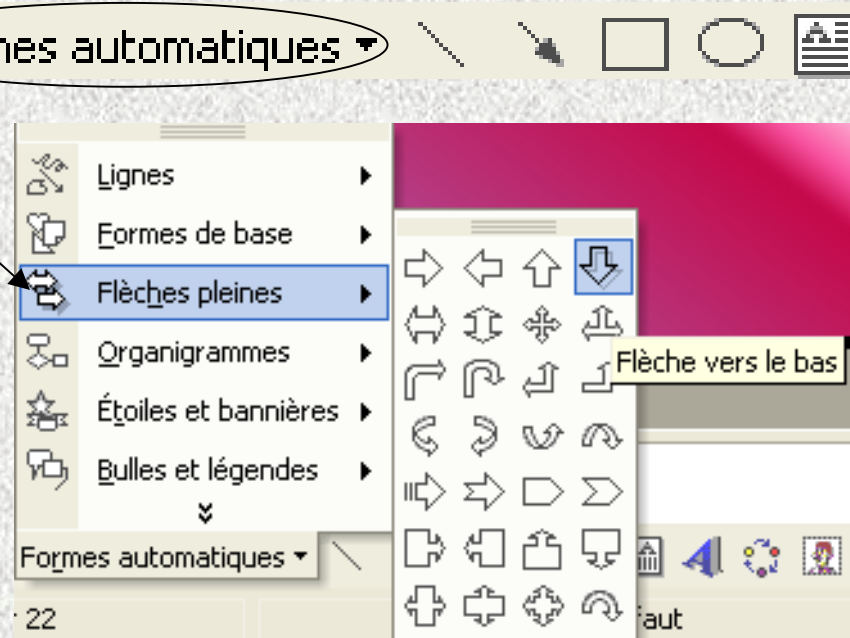 nes automatiques
Lignes
Formes de base
Flèches pleines
Organigrammes
Flèche vers le bas
Étoiles et bannières
Bulles et légendes
Formes automatiques
22
faut